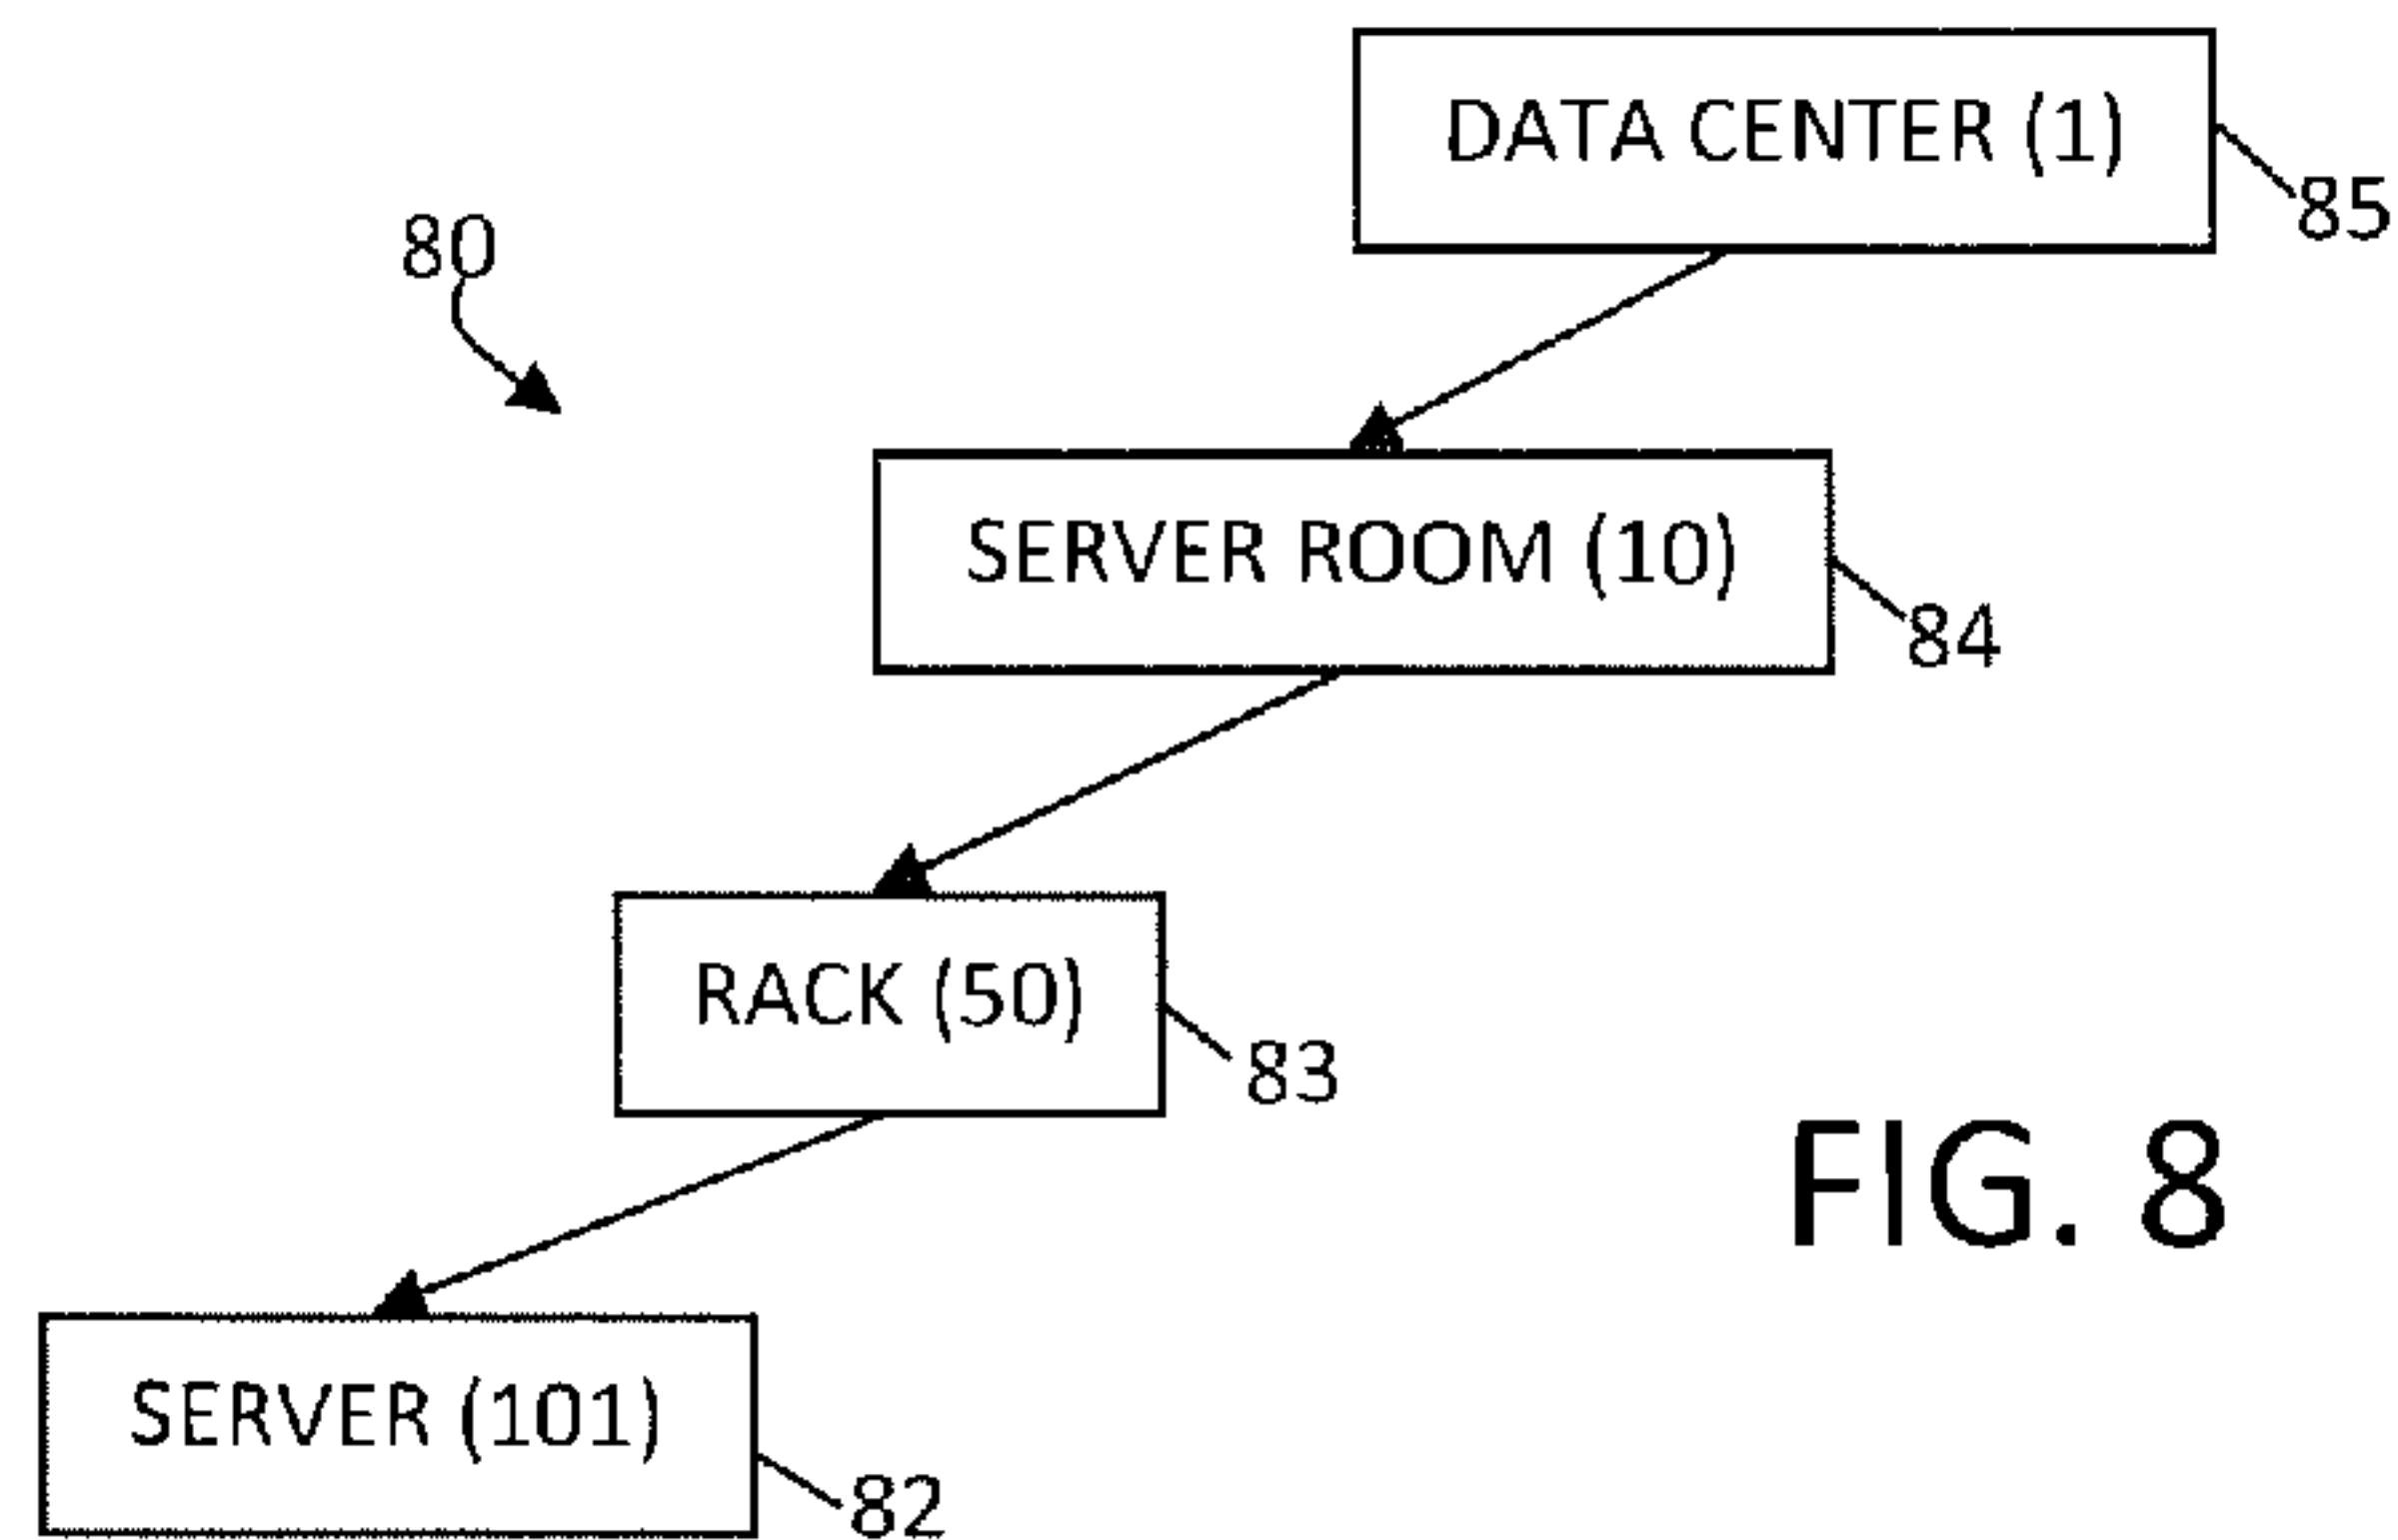 DATA CENTER (1)
85
80
SERVER ROOM (10)
84
RACK (50)
83
FIG. 8
SERVER (101)
82